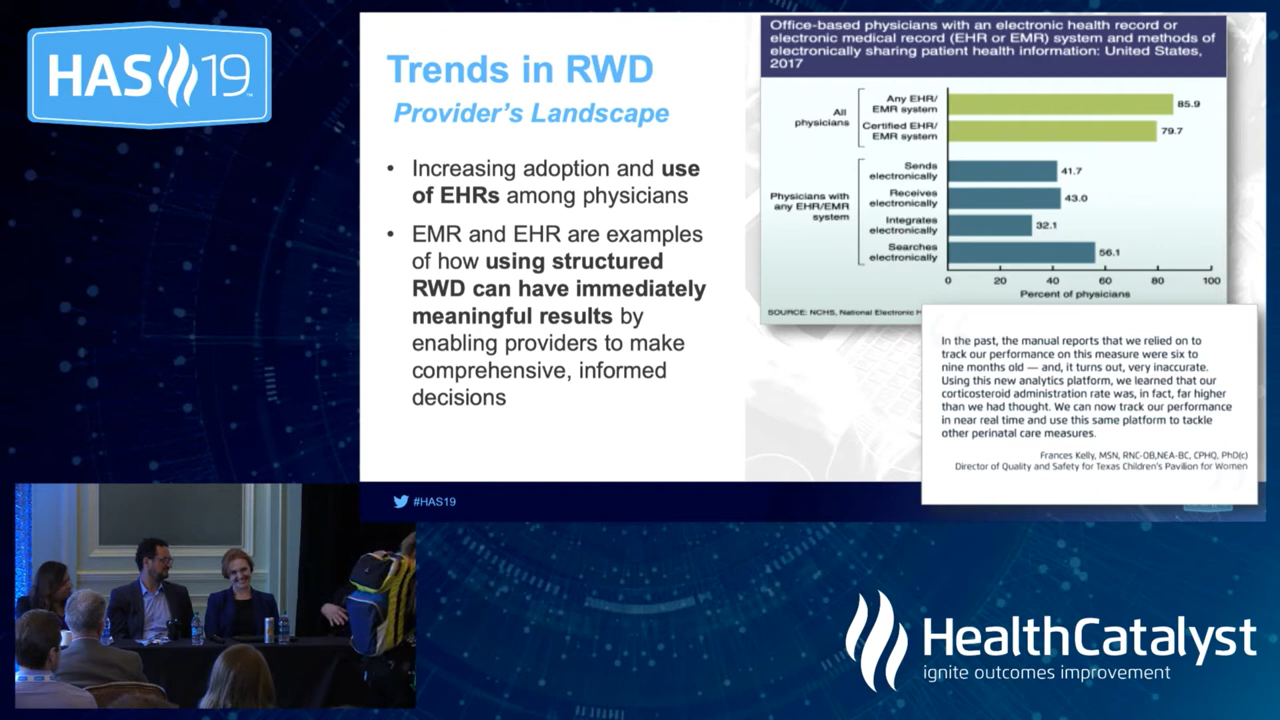 HAS 19™
Trends in RWD
Provider's Landscape
• Increasing adoption and use
of EHRs among physicians
• EMR and EHR are examples
of how using structured
RWD can have immediately
meaningful results by
enabling providers to make
comprehensive, informed
decisions
Office-based physicians with an electronic health record or
electronic medical record (EHR or EMR) system and methods of
electronically sharing patient health information: United States,
2017
All
physicians
Any EHR/
EMR system
85.9
Certified EHR/
EMR system
79.7
Physicians with
any EHR/EMR
system
Sends
electronically
41.7
Receives
electronically
43.0
Integrates
electronically
32.1
Searches
electronically
56.1
0 20 40 60 80 100
Percent of physicians
SOURCE: NCHS, National Electronic H
In the past, the manual reports that we relied on to
track our performance on this measure were six to
nine months old — and, it turns out, very inaccurate.
Using this new analytics platform, we learned that our
corticosteroid administration rate was, in fact, far higher
than we had thought. We can now track our performance
in near real time and use this same platform to tackle
other perinatal care measures.
Frances Kelly, MSN, RNC-OB,NEA-BC, CPHQ, PhD(c)
Director of Quality and Safety for Texas Children's Pavilion for Women
#HAS19
HealthCatalyst
ignite outcomes improvement